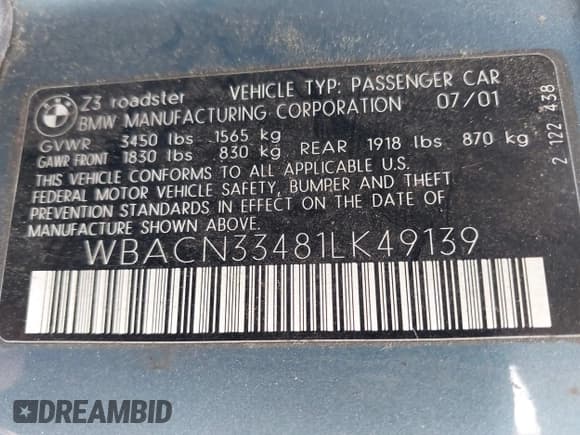 BMW
Z3 roadster VEHICLE TYP: PASSENGER CAR
BMW MANUFACTURING CORPORATION 07/01
GVWR 3450 lbs 1565 kg
GAWR FRONT 1830 lbs 830 kg REAR 1918 lbs 870 kg
THIS VEHICLE CONFORMS TO ALL APPLICABLE U.S.
FEDERAL MOTOR VEHICLE SAFETY, BUMPER AND THEFT
PREVENTION STANDARDS IN EFFECT ON THE DATE OF
MANUFACTURE SHOWN ABOVE.
2 122 438
WBACN33481LK49139
DREAMBID